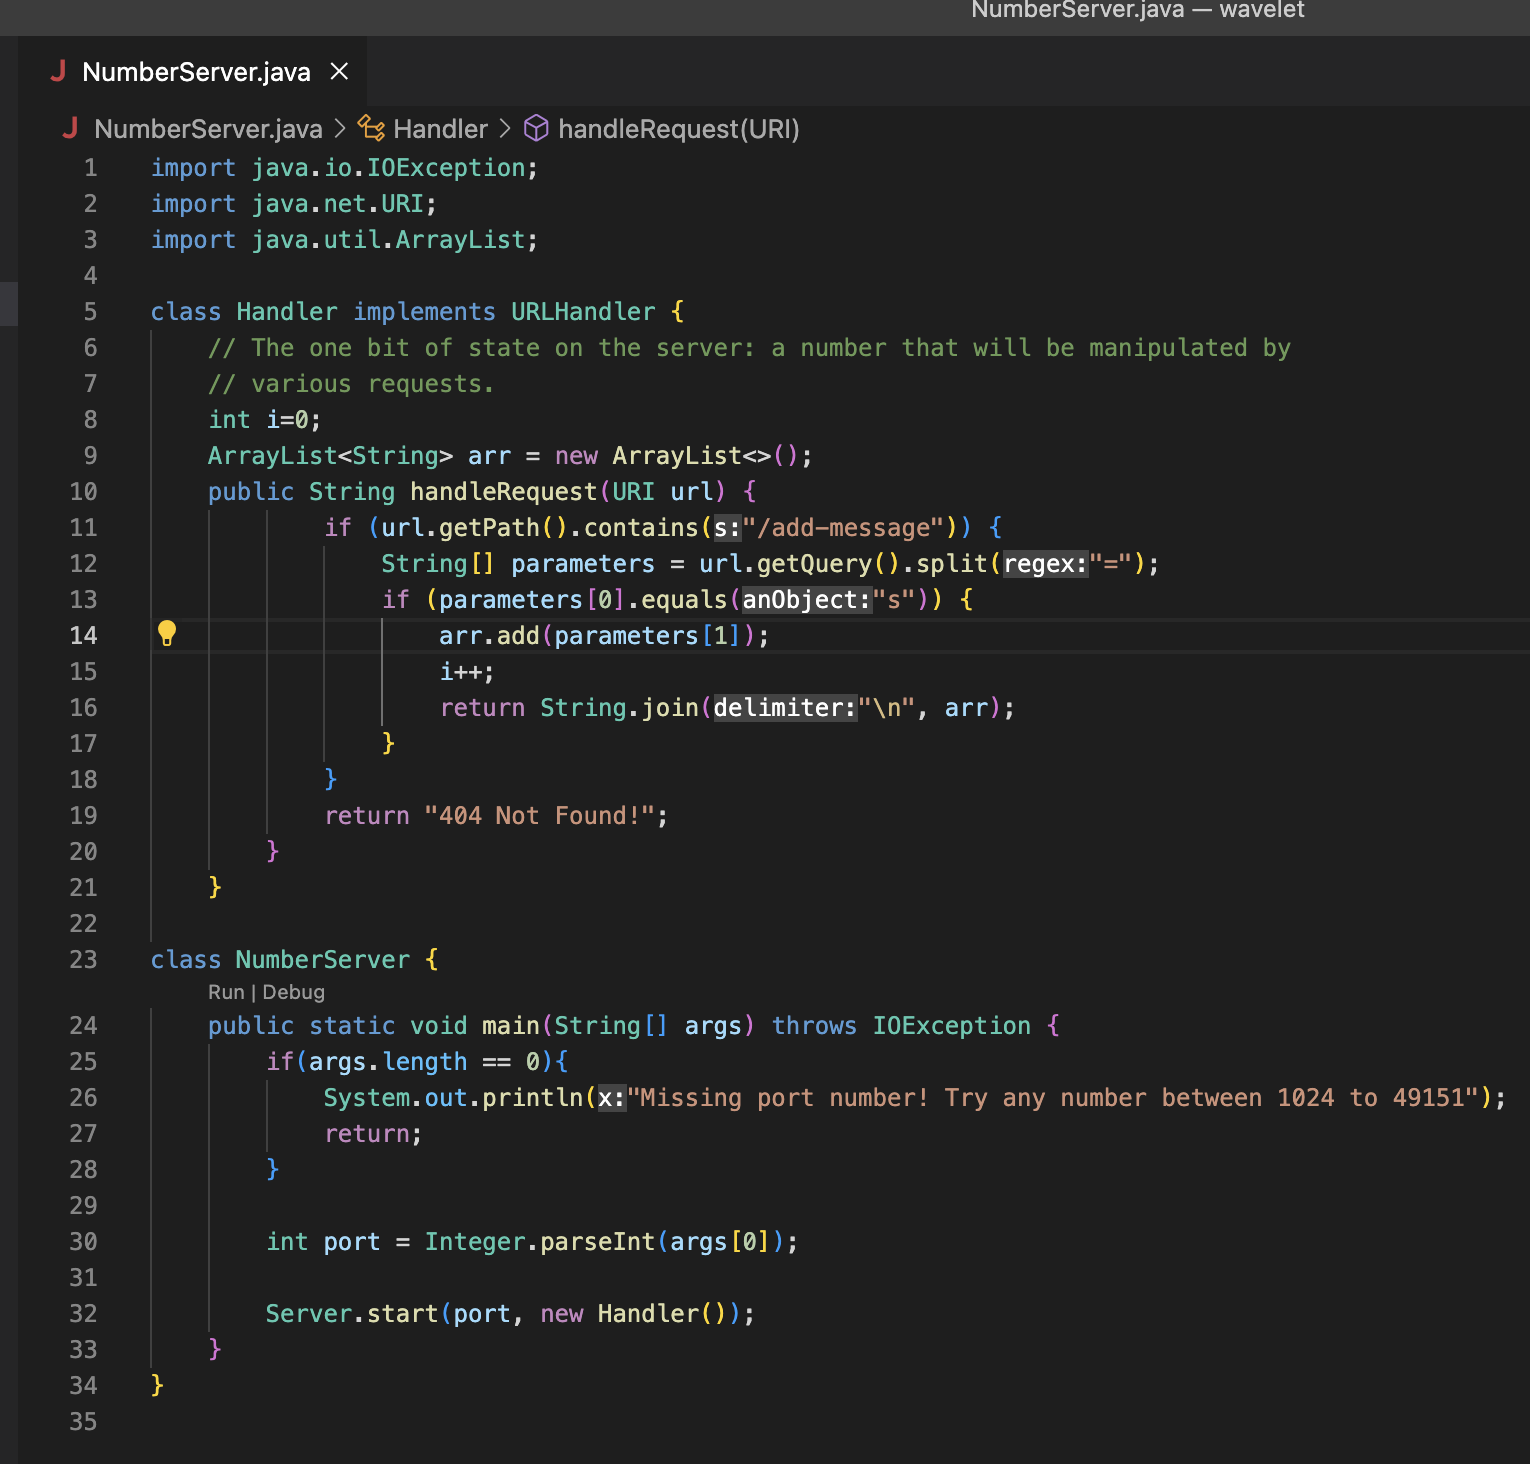 NumberServer.java — wavelet
J NumberServer.java ×
J NumberServer.java > Handler > handleRequest(URI)
1 import java.io.IOException;
2 import java.net.URI;
3 import java.util.ArrayList;
4
5 class Handler implements URLHandler {
6     // The one bit of state on the server: a number that will be manipulated by
7     // various requests.
8     int i=0;
9     ArrayList<String> arr = new ArrayList<>();
10     public String handleRequest(URI url) {
11             if (url.getPath().contains(s:"/add-message")) {
12                 String[] parameters = url.getQuery().split(regex:"=");
13                 if (parameters[0].equals(anObject:"s")) {
14                     arr.add(parameters[1]);
15                     i++;
16                     return String.join(delimiter:"\n", arr);
17                 }
18             }
19             return "404 Not Found!";
20         }
21     }
22
23 class NumberServer {
Run | Debug
24     public static void main(String[] args) throws IOException {
25         if(args.length == 0){
26             System.out.println(x:"Missing port number! Try any number between 1024 to 49151");
27             return;
28         }
29
30         int port = Integer.parseInt(args[0]);
31
32         Server.start(port, new Handler());
33     }
34 }
35